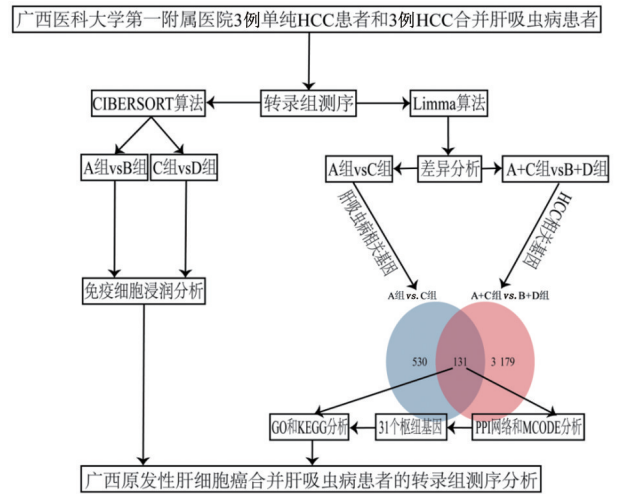 广西医科大学第一附属医院3例单纯HCC患者和3例HCC合并肝吸虫病患者
CIBERSORT算法
转录组测序
Limma算法
A组vsB组
C组vsD组
A组vsC组
差异分析
A+C组vsB+D组
肝吸虫病相关基因
HCC相关基因
免疫细胞浸润分析
A组 vs. C组
A+C组 vs. B+D组
530
131
3 179
GO和KEGG分析
31个枢纽基因
PPI网络和MCODE分析
广西原发性肝细胞癌合并肝吸虫病患者的转录组测序分析